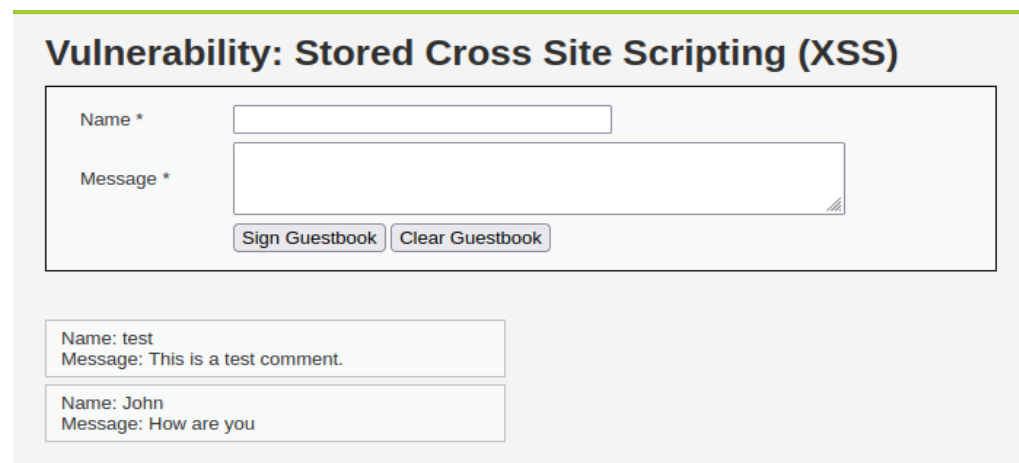 Vulnerability: Stored Cross Site Scripting (XSS)
Name *
Message *
Sign Guestbook Clear Guestbook
Name: test
Message: This is a test comment.
Name: John
Message: How are you